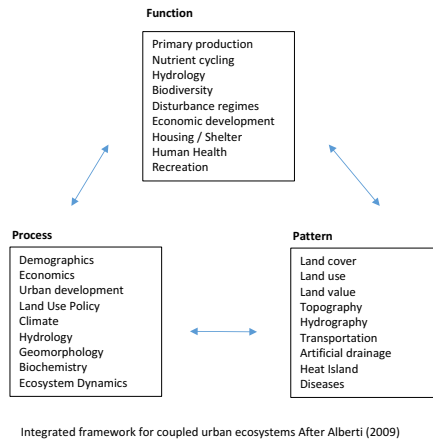 Function
Primary production
Nutrient cycling
Hydrology
Biodiversity
Disturbance regimes
Economic development
Housing / Shelter
Human Health
Recreation
Process
Demographics
Economics
Urban development
Land Use Policy
Climate
Hydrology
Geomorphology
Biochemistry
Ecosystem Dynamics
Pattern
Land cover
Land use
Land value
Topography
Hydrography
Transportation
Artificial drainage
Heat Island
Diseases
Integrated framework for coupled urban ecosystems After Alberti (2009)